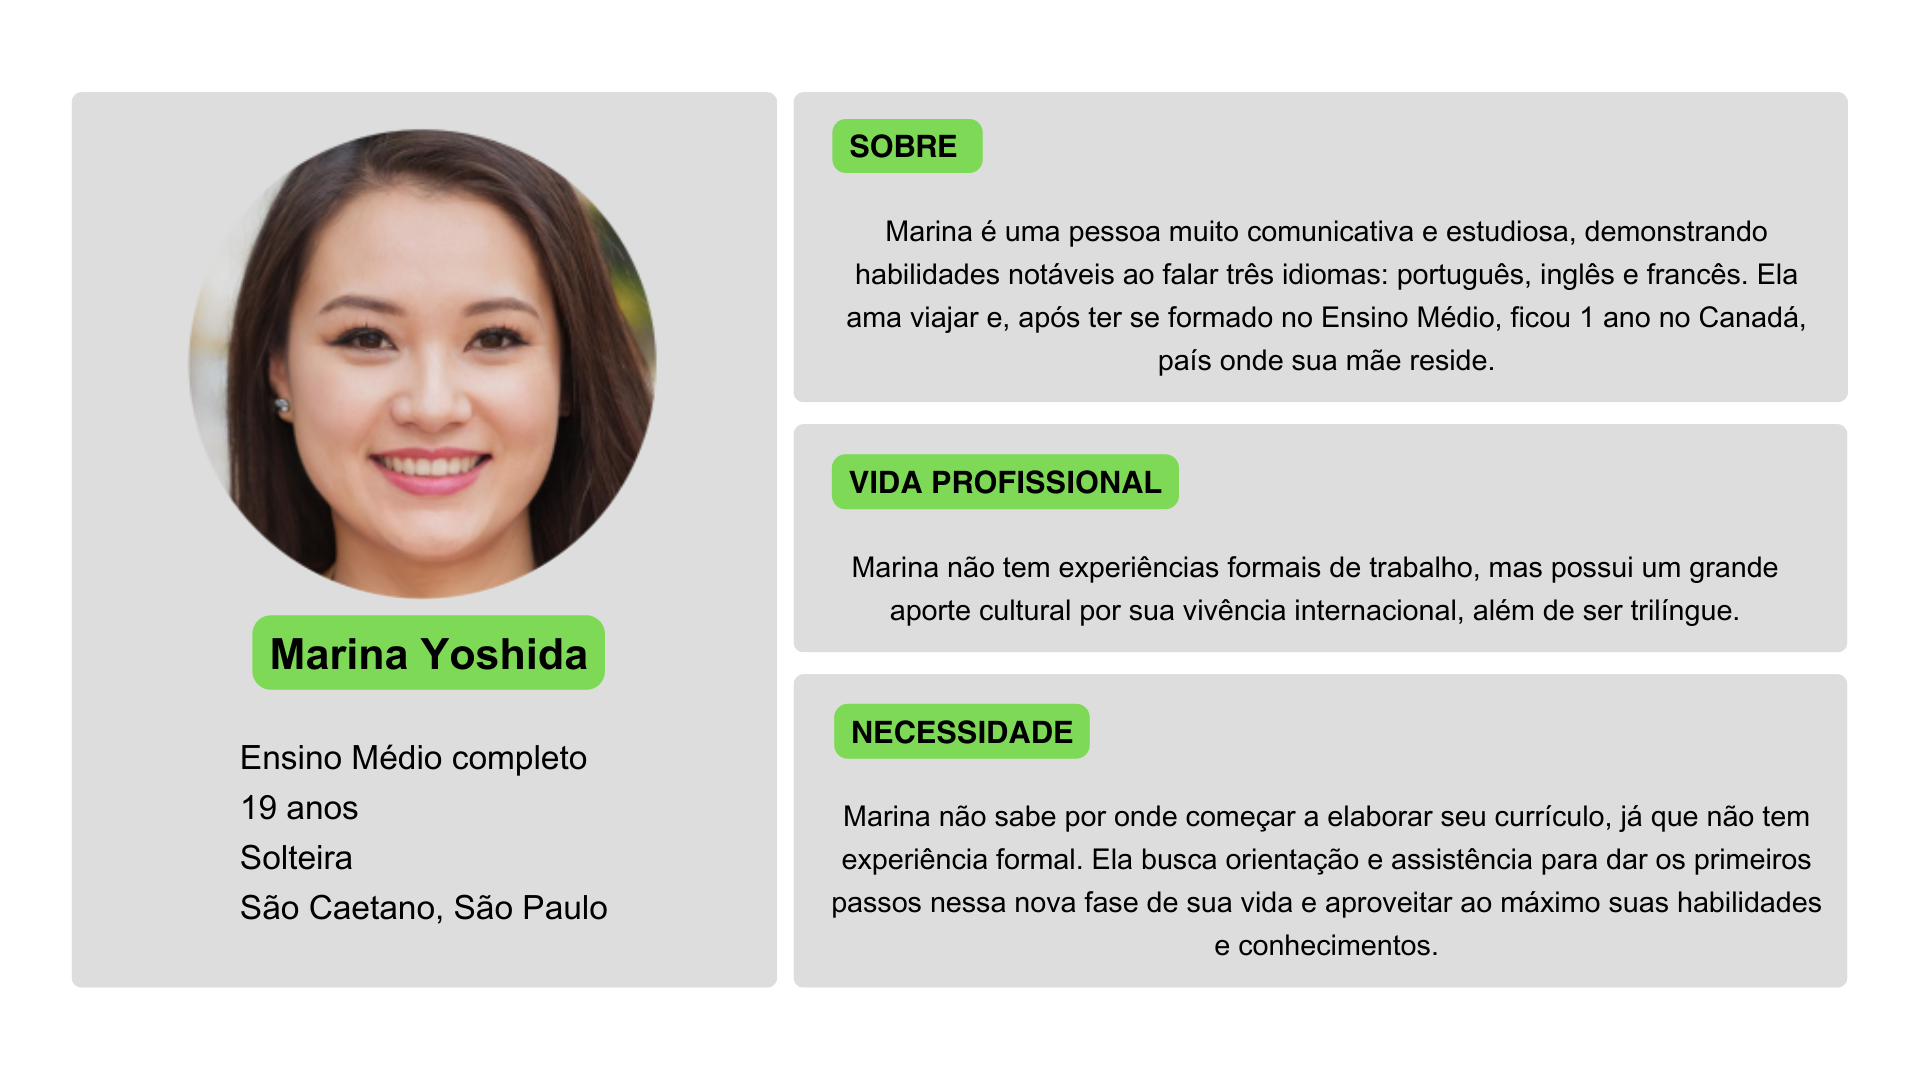 Marina Yoshida
Ensino Médio completo
19 anos
Solteira
São Caetano, São Paulo
SOBRE
Marina é uma pessoa muito comunicativa e estudiosa, demonstrando
habilidades notáveis ao falar três idiomas: português, inglês e francês. Ela
ama viajar e, após ter se formado no Ensino Médio, ficou 1 ano no Canadá,
país onde sua mãe reside.
VIDA PROFISSIONAL
Marina não tem experiências formais de trabalho, mas possui um grande
aporte cultural por sua vivência internacional, além de ser trilíngue.
NECESSIDADE
Marina não sabe por onde começar a elaborar seu currículo, já que não tem
experiência formal. Ela busca orientação e assistência para dar os primeiros
passos nessa nova fase de sua vida e aproveitar ao máximo suas habilidades
e conhecimentos.